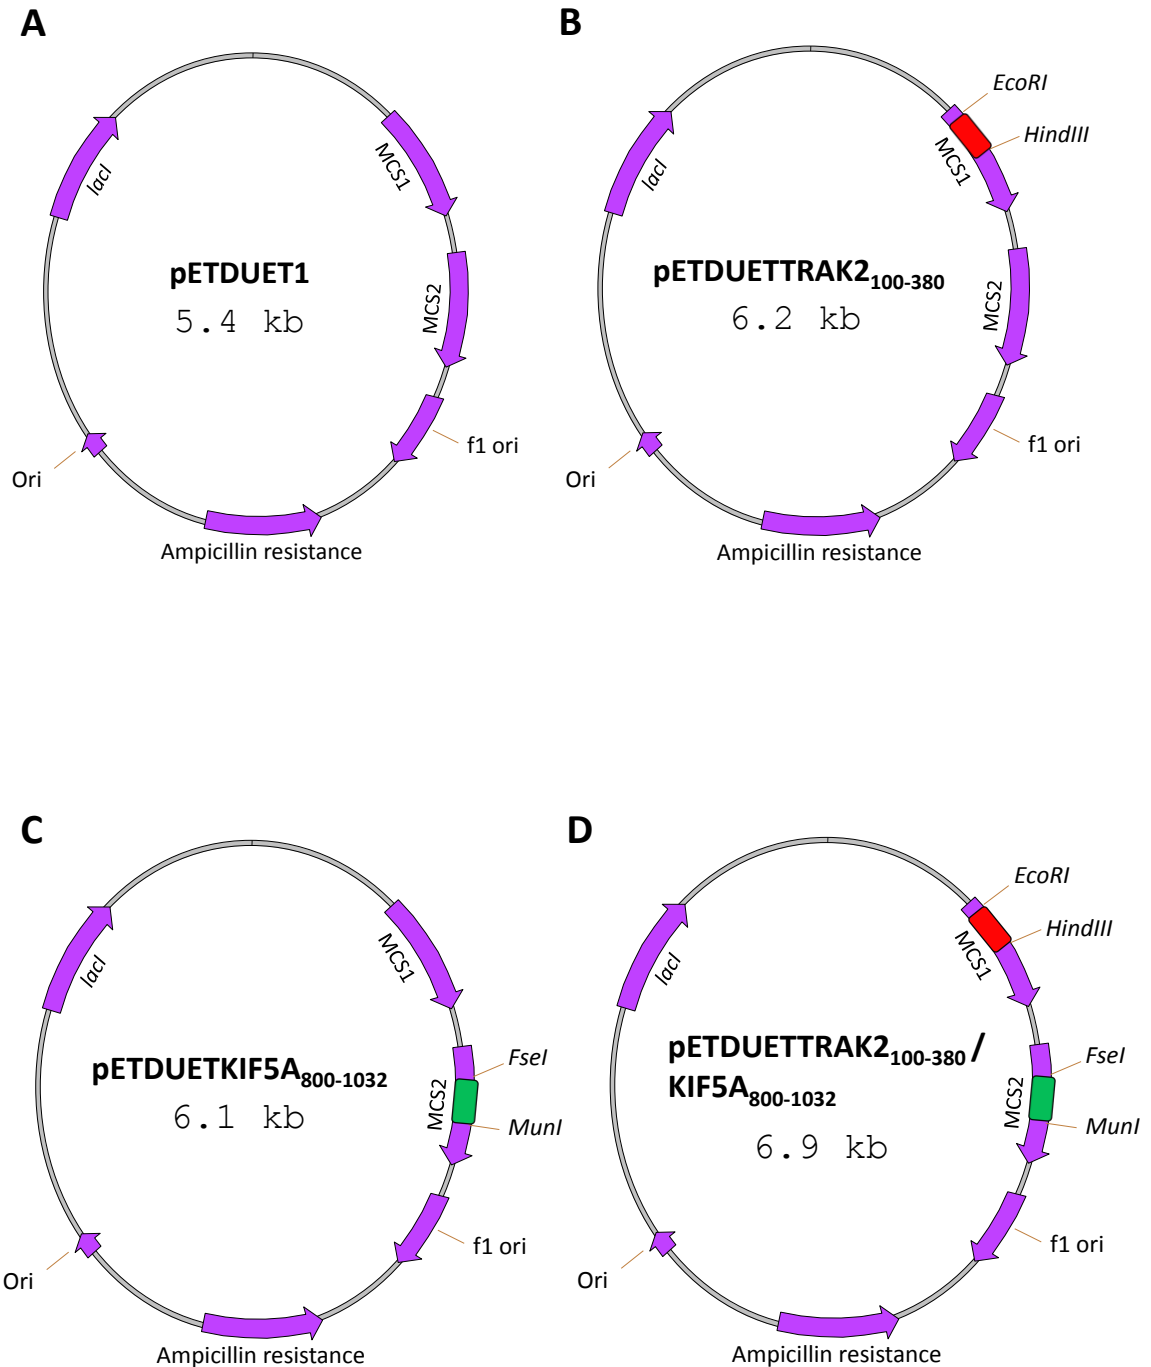 A
B
EcoRI
HindIII
MCS1
MCS1
lacI
lacI
pETDUET1
5.4 kb
pETDUETTRAK2100-380
6.2 kb
MCS2
MCS2
f1 ori
f1 ori
Ori
Ori
Ampicillin resistance
Ampicillin resistance
C
D
EcoRI
HindIII
MCS1
MCS1
lacI
lacI
pETDUETKIF5A800-1032
6.1 kb
pETDUETTRAK2100-380 /
KIF5A800-1032
6.9 kb
FseI
FseI
MCS2
MCS2
MunI
MunI
f1 ori
f1 ori
Ori
Ori
Ampicillin resistance
Ampicillin resistance